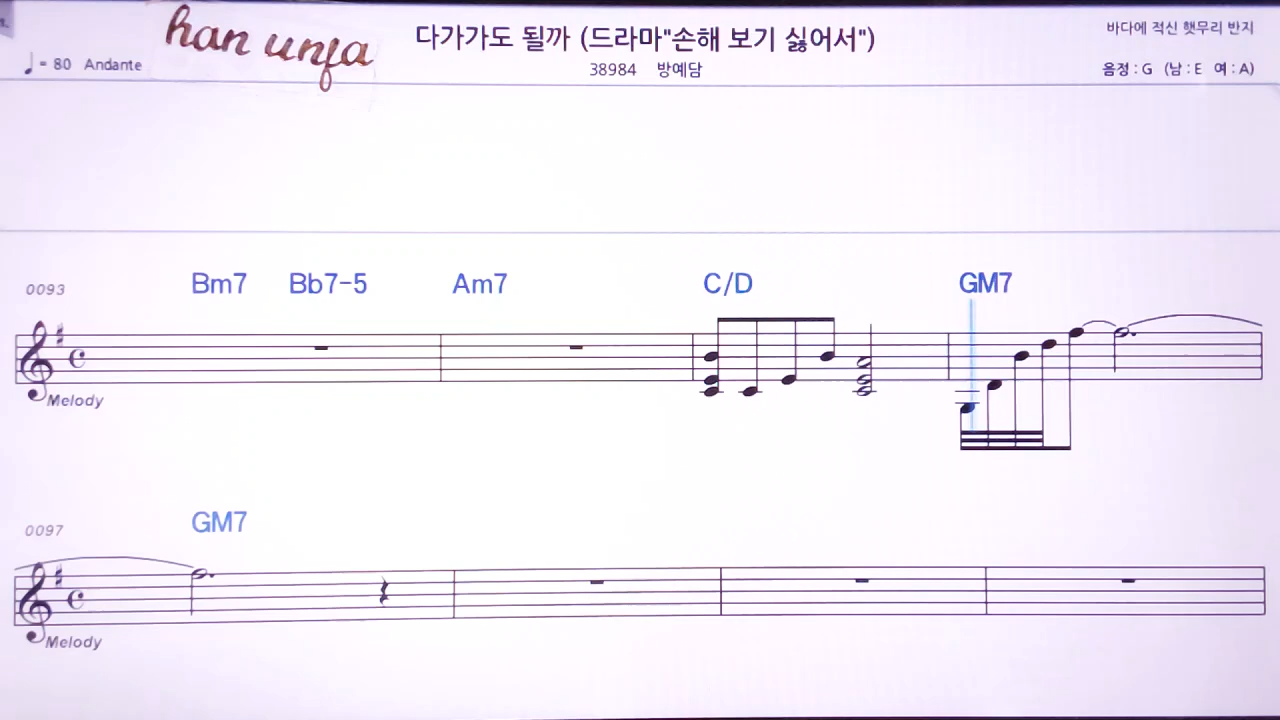 han unfa
다가가도 될까 (드라마"손해 보기 싫어서")
바다에 적신 햇무리 반지
♩= 80 Andante
38984 방예담
음정 : G (남 : E 여 : A)
0093 Bm7 Bb7-5 Am7 C/D GM7
Melody
0097 GM7
Melody